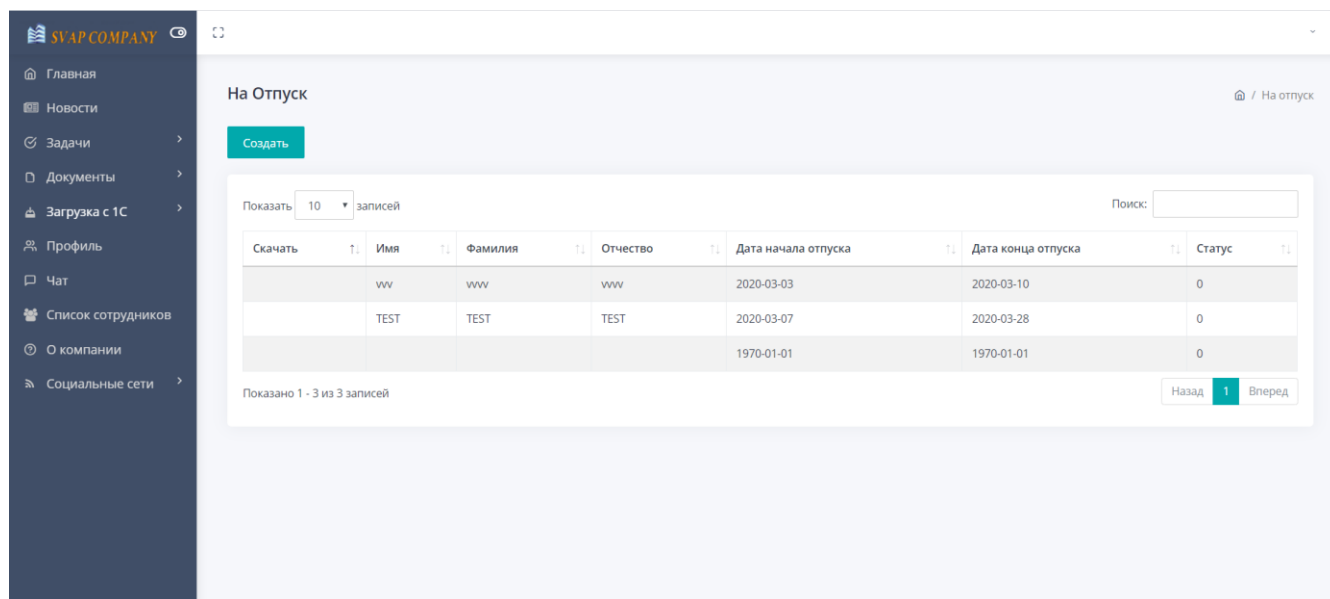 SVAP COMPANY
Главная
Новости
Задачи
Документы
Загрузка с 1С
Профиль
Чат
Список сотрудников
О компании
Социальные сети
На Отпуск
/ На отпуск
Создать
Показать 10 записей
Поиск:
Скачать Имя Фамилия Отчество Дата начала отпуска Дата конца отпуска Статус
vvv vvvv vvvv 2020-03-03 2020-03-10 0
TEST TEST TEST 2020-03-07 2020-03-28 0
1970-01-01 1970-01-01 0
Показано 1 - 3 из 3 записей
Назад 1 Вперед